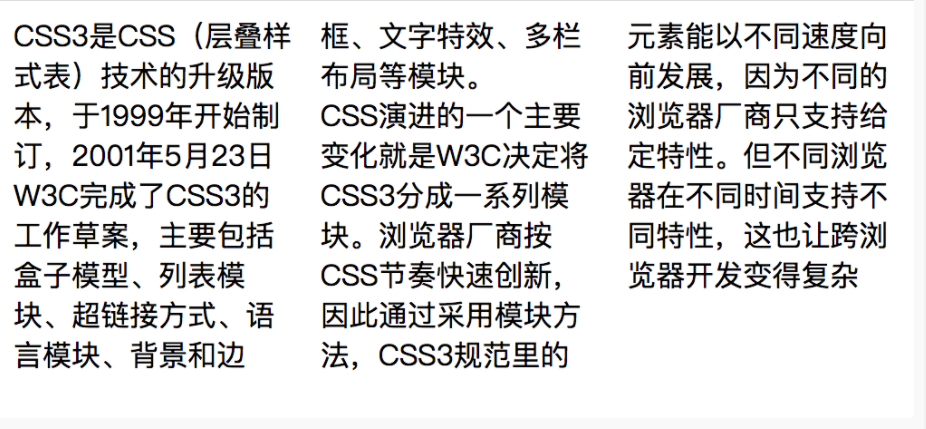 CSS3是CSS（层叠样
式表）技术的升级版
本，于1999年开始制
订，2001年5月23日
W3C完成了CSS3的
工作草案，主要包括
盒子模型、列表模
块、超链接方式、语
言模块、背景和边
框、文字特效、多栏
布局等模块。
CSS演进的一个主要
变化就是W3C决定将
CSS3分成一系列模
块。浏览器厂商按
CSS节奏快速创新，
因此通过采用模块方
法，CSS3规范里的
元素能以不同速度向
前发展，因为不同的
浏览器厂商只支持给
定特性。但不同浏览
器在不同时间支持不
同特性，这也让跨浏
览器开发变得复杂